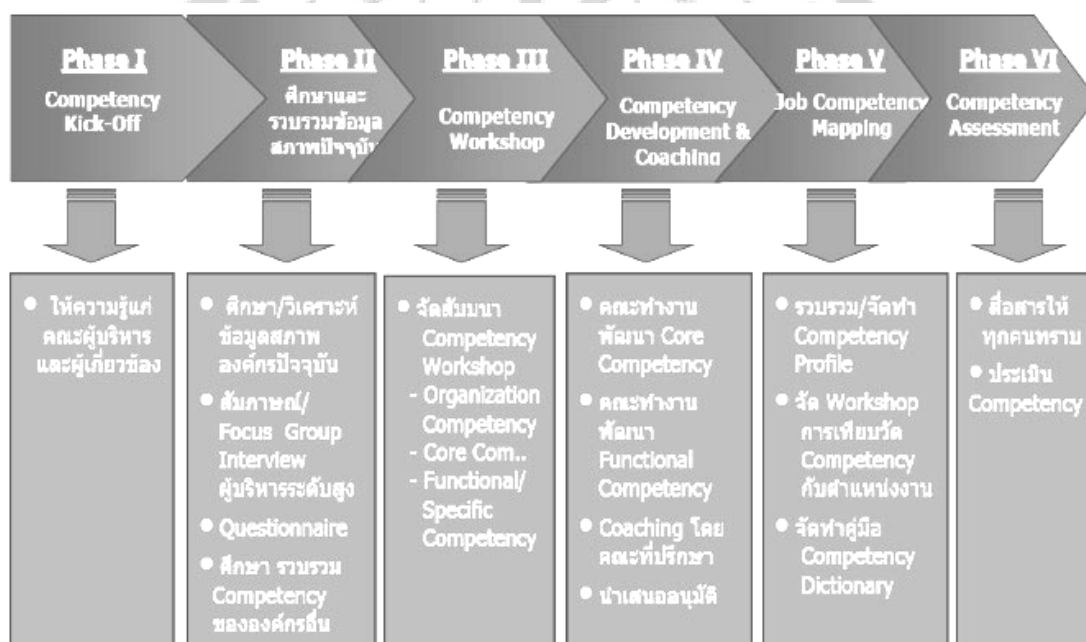 Phase I
Competency
Kick-Off
Phase II
ศึกษาและ
รวบรวมข้อมูล
สภาพปัจจุบัน
Phase III
Competency
Workshop
Phase IV
Competency
Development &
Coaching
Phase V
Job Competency
Mapping
Phase VI
Competency
Assessment
● ให้ความรู้แก่
คณะผู้บริหาร
และผู้เกี่ยวข้อง
● ศึกษา/วิเคราะห์
ข้อมูลสภาพ
องค์กรปัจจุบัน
● สัมภาษณ์/
Focus Group
Interview
ผู้บริหารระดับสูง
● Questionnaire
● ศึกษา รวบรวม
Competency
ขององค์กรอื่น
● จัดสัมมนา
Competency
Workshop
- Organization
Competency
- Core Com..
- Functional/
Specific
Competency
● คณะทำงาน
พัฒนา Core
Competency
● คณะทำงาน
พัฒนา
Functional
Competency
● Coaching โดย
คณะที่ปรึกษา
● นำเสนออนุมัติ
● รวบรวม/จัดทำ
Competency
Profile
● จัด Workshop
การเทียบวัด
Competency
กับตำแหน่งงาน
● จัดทำคู่มือ
Competency
Dictionary
● สื่อสารให้
ทุกคนทราบ
● ประเมิน
Competency